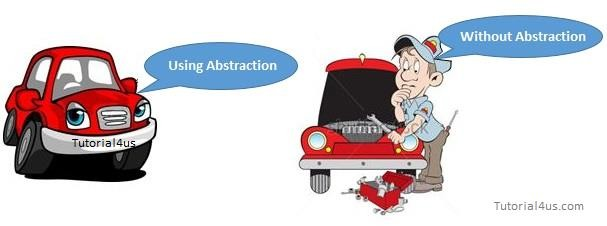 Using Abstraction
Without Abstraction
Tutorial4us
Tutorial4us.com